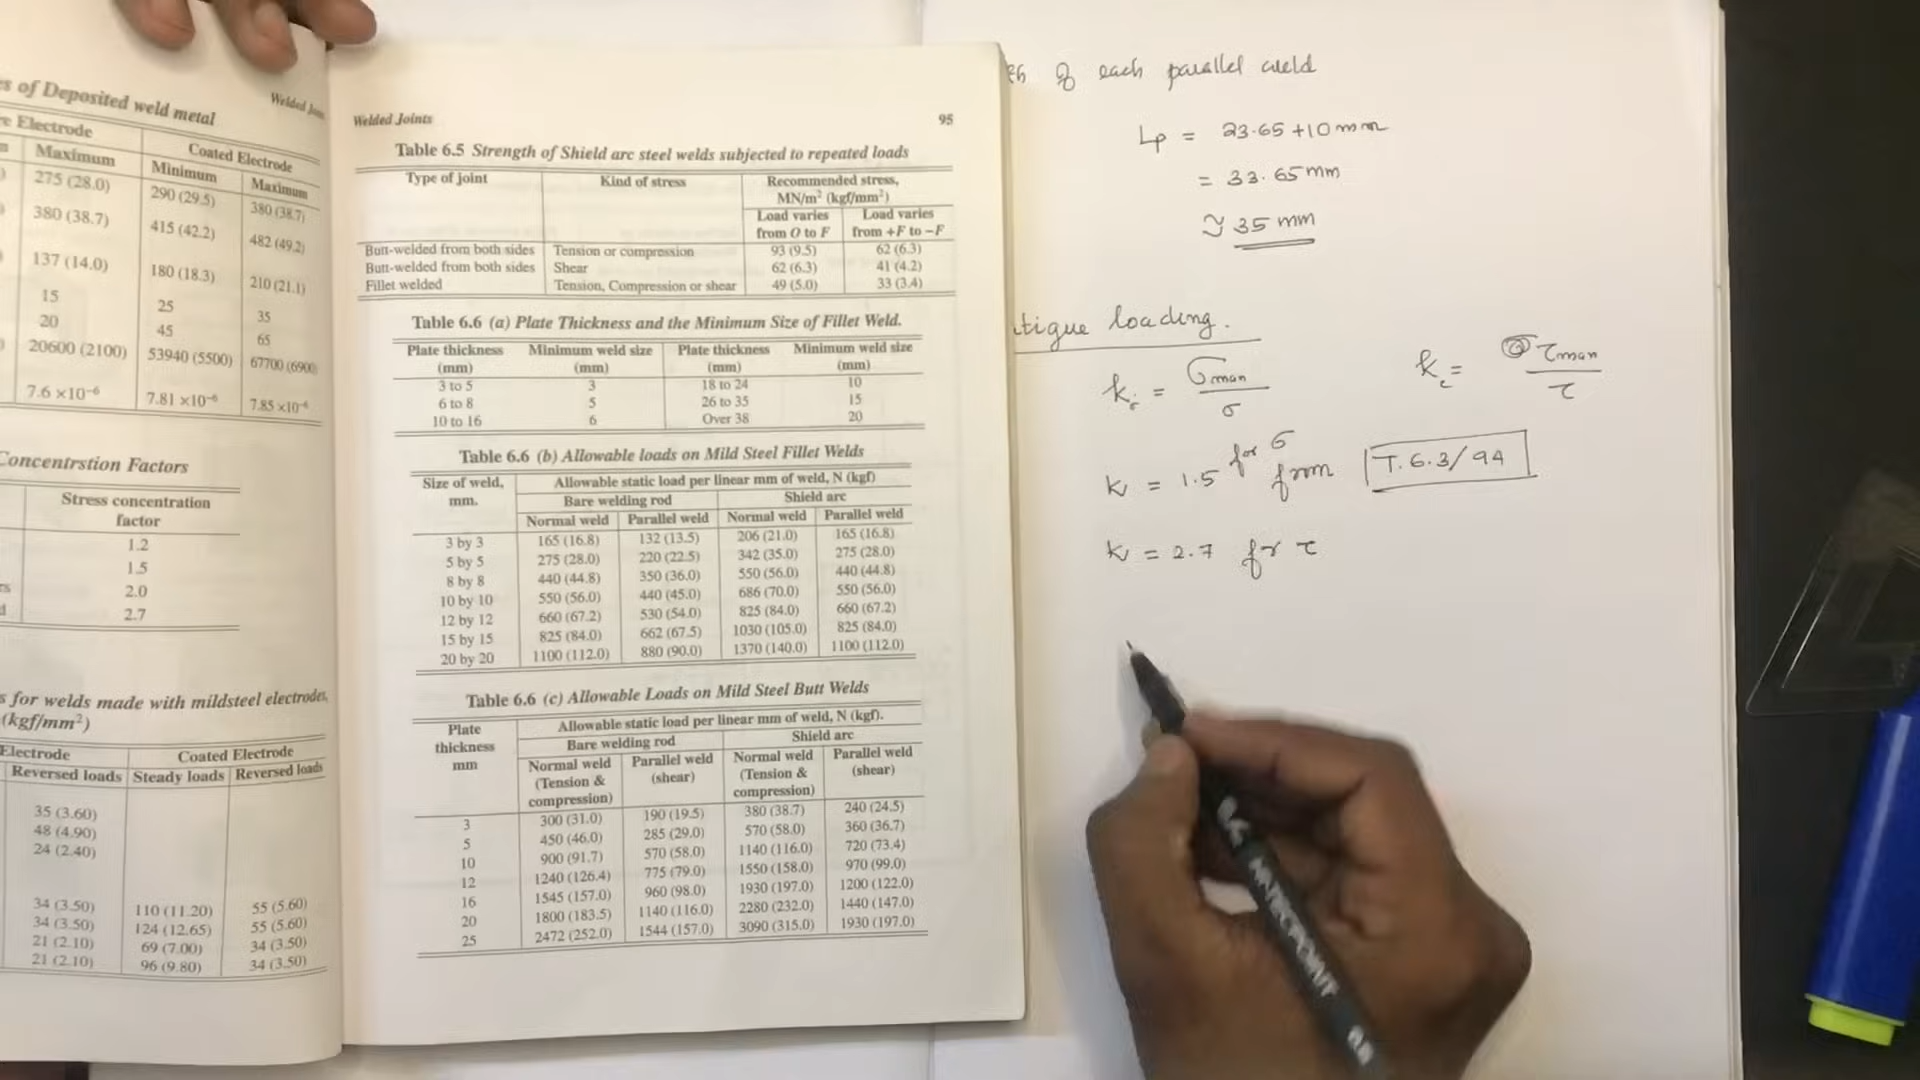 s of Deposited weld metal
Electrode
Coated Electrode
Maximum
Minimum
Maximum
275 (28.0)
290 (29.5)
380 (38.7)
380 (38.7)
415 (42.2)
482 (49.2)
137 (14.0)
180 (18.3)
210 (21.1)
15
25
35
20
45
65
20600 (2100)
53940 (5500)
67700 (6900
7.6 ×10⁻⁶
7.81 ×10⁻⁶
7.85 ×10⁻⁶
Concentrstion Factors
Stress concentration
factor
1.2
1.5
2.0
2.7
s for welds made with mildsteel electrodes,
(kgf/mm²)
Electrode
Coated Electrode
Reversed loads
Steady loads
Reversed loads
35 (3.60)
48 (4.90)
24 (2.40)
34 (3.50) 110 (11.20) 55 (5.60)
34 (3.50) 124 (12.65) 55 (5.60)
21 (2.10) 69 (7.00) 34 (3.50)
21 (2.10) 96 (9.80) 34 (3.50)
Welded Joints 95
Table 6.5 Strength of Shield arc steel welds subjected to repeated loads
Type of joint Kind of stress Recommended stress,
MN/m² (kgf/mm²)
Load varies Load varies
from O to F from +F to −F
Butt-welded from both sides Tension or compression 93 (9.5) 62 (6.3)
Butt-welded from both sides Shear 62 (6.3) 41 (4.2)
Fillet welded Tension, Compression or shear 49 (5.0) 33 (3.4)
Table 6.6 (a) Plate Thickness and the Minimum Size of Fillet Weld.
Plate thickness Minimum weld size Plate thickness Minimum weld size
(mm) (mm) (mm) (mm)
3 to 5 3 18 to 24 10
6 to 8 5 26 to 35 15
10 to 16 6 Over 38 20
Table 6.6 (b) Allowable loads on Mild Steel Fillet Welds
Size of weld, Allowable static load per linear mm of weld, N (kgf)
mm. Bare welding rod Shield arc
Normal weld Parallel weld Normal weld Parallel weld
3 by 3 165 (16.8) 132 (13.5) 206 (21.0) 165 (16.8)
5 by 5 275 (28.0) 220 (22.5) 342 (35.0) 275 (28.0)
8 by 8 440 (44.8) 350 (36.0) 550 (56.0) 440 (44.8)
10 by 10 550 (56.0) 440 (45.0) 686 (70.0) 550 (56.0)
12 by 12 660 (67.2) 530 (54.0) 825 (84.0) 660 (67.2)
15 by 15 825 (84.0) 662 (67.5) 1030 (105.0) 825 (84.0)
20 by 20 1100 (112.0) 880 (90.0) 1370 (140.0) 1100 (112.0)
Table 6.6 (c) Allowable Loads on Mild Steel Butt Welds
Plate Allowable static load per linear mm of weld, N (kgf).
thickness Bare welding rod Shield arc
mm Normal weld Parallel weld Normal weld Parallel weld
(Tension & (shear) (Tension & (shear)
compression) compression)
3 300 (31.0) 190 (19.5) 380 (38.7) 240 (24.5)
5 450 (46.0) 285 (29.0) 570 (58.0) 360 (36.7)
10 900 (91.7) 570 (58.0) 1140 (116.0) 720 (73.4)
12 1240 (126.4) 775 (79.0) 1550 (158.0) 970 (99.0)
16 1545 (157.0) 960 (98.0) 1930 (197.0) 1200 (122.0)
20 1800 (183.5) 1140 (116.0) 2280 (232.0) 1440 (147.0)
25 2472 (252.0) 1544 (157.0) 3090 (315.0) 1930 (197.0)
of each parallel weld
Lp = 23.65 + 10 mm
= 33.65 mm
≈ 35 mm
tigue loading.
σmax / σ
τmax / τ
k = 1.5 for σ from T.6.3/94
k = 2.7 for τ